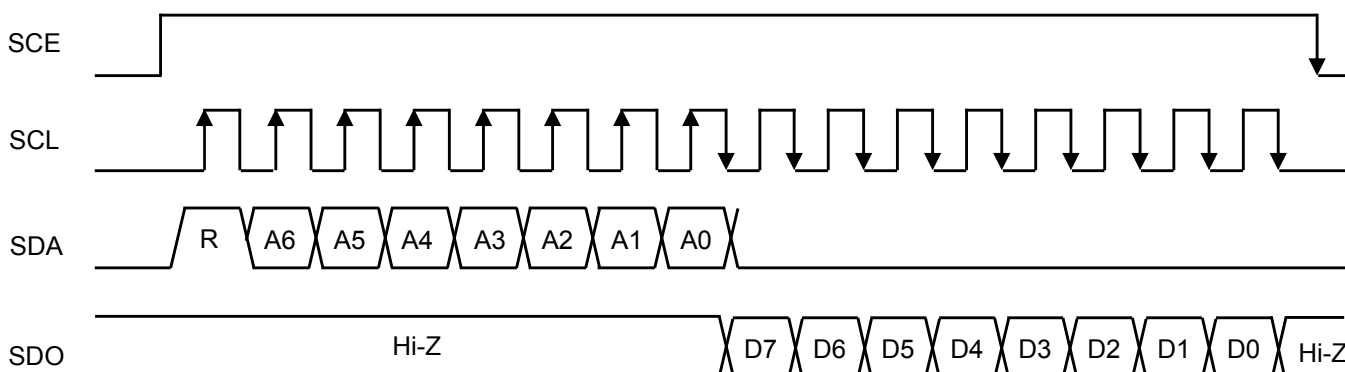 SCE
SCL
SDA R A6 A5 A4 A3 A2 A1 A0
SDO Hi-Z D7 D6 D5 D4 D3 D2 D1 D0 Hi-Z